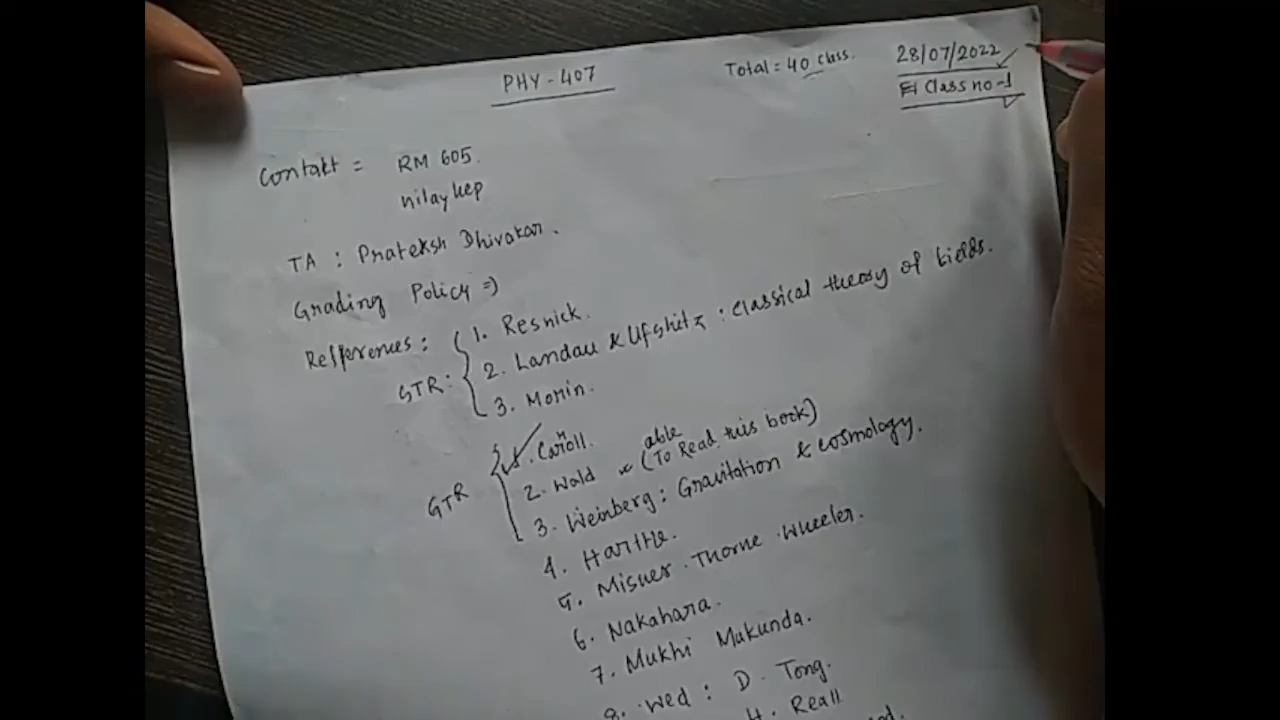 PHY-407
Total = 40 class.
28/07/2022
Class no-1
Contakt = RM 605.
nilay hep
TA : Prateksh Dhivakar.
Grading Policy =>
References :
GTR :
1. Resnick.
2. Landau & Lifshitz : Classical theory of fields.
3. Morin.
GTR
1. Caroll.
2. Wald * (To Read able this book)
3. Weinberg : Gravitation & cosmology.
4. Hartle.
5. Misner. Thorne. Wheeler.
6. Nakahara.
7. Mukhi Mukunda.
8. Wed : D. Tong.
H. Reall